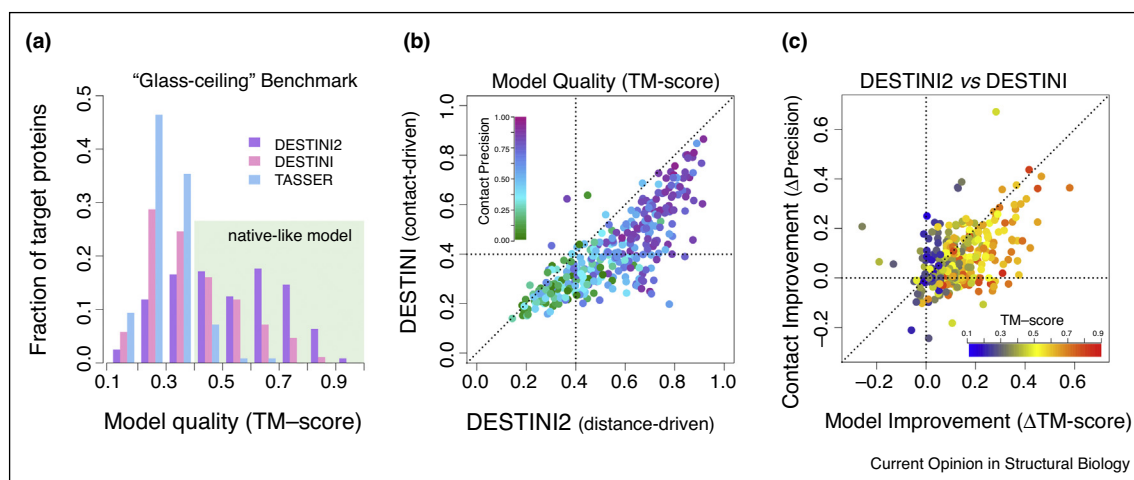 (a)
"Glass-ceiling" Benchmark
Fraction of target proteins
0.5
0.4
0.3
0.2
0.1
0.0
DESTINI2
DESTINI
TASSER
native-like model
0.1 0.3 0.5 0.7 0.9
Model quality (TM–score)
(b)
Model Quality (TM-score)
DESTINI (contact-driven)
1.0
0.8
0.6
0.4
0.2
0.0
Contact Precision
1.00
0.75
0.50
0.25
0.00
0.0 0.2 0.4 0.6 0.8 1.0
DESTINI2 (distance-driven)
(c)
DESTINI2 vs DESTINI
Contact Improvement (ΔPrecision)
0.6
0.4
0.2
0.0
−0.2
TM–score
0.1 0.3 0.5 0.7 0.9
−0.2 0.0 0.2 0.4 0.6
Model Improvement (ΔTM-score)
Current Opinion in Structural Biology